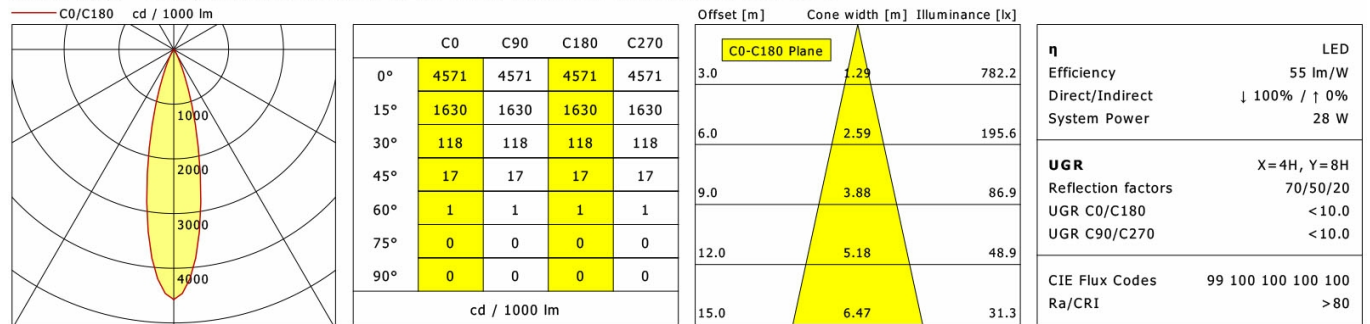 C0/C180 cd / 1000 lm
1000
2000
3000
4000
C0 C90 C180 C270
0° 4571 4571 4571 4571
15° 1630 1630 1630 1630
30° 118 118 118 118
45° 17 17 17 17
60° 1 1 1 1
75° 0 0 0 0
90° 0 0 0 0
cd / 1000 lm
Offset [m] Cone width [m] Illuminance [lx]
C0-C180 Plane
3.0 1.29 782.2
6.0 2.59 195.6
9.0 3.88 86.9
12.0 5.18 48.9
15.0 6.47 31.3
η LED
Efficiency 55 lm/W
Direct/Indirect ↓ 100% / ↑ 0%
System Power 28 W
UGR X=4H, Y=8H
Reflection factors 70/50/20
UGR C0/C180 <10.0
UGR C90/C270 <10.0
CIE Flux Codes 99 100 100 100 100
Ra/CRI >80